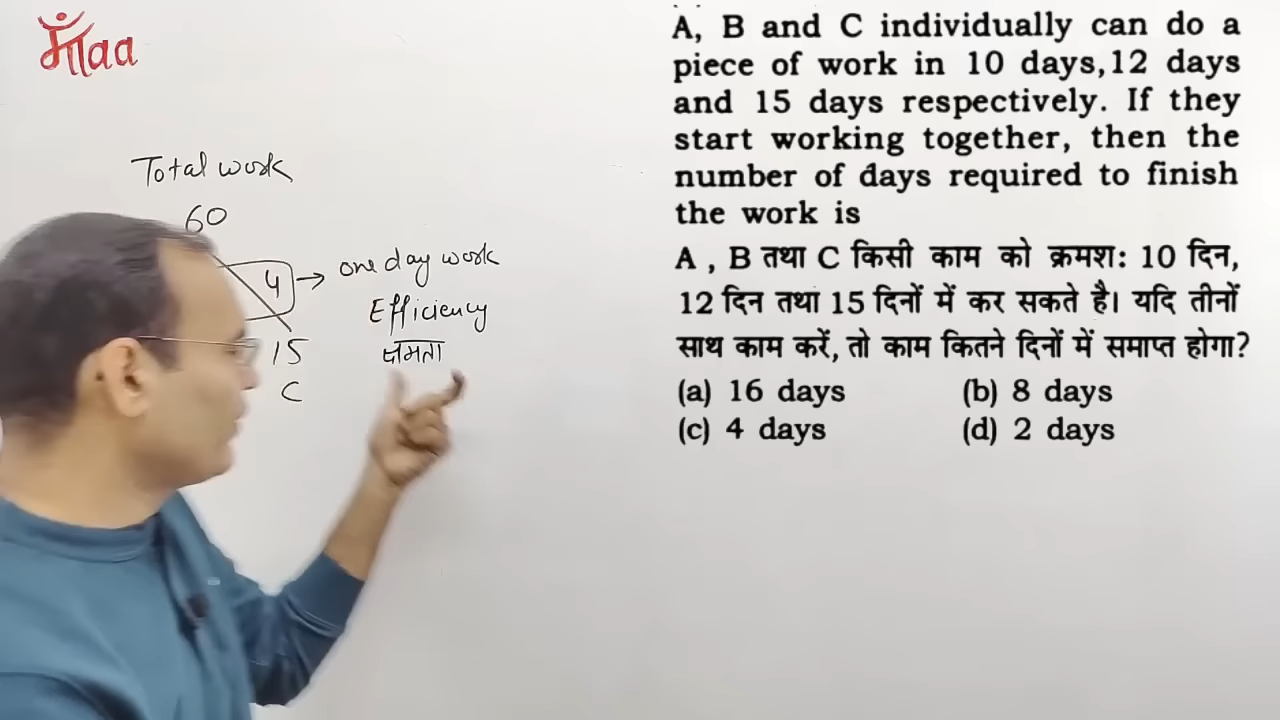 माँaa
Total work
60
4 → one day work
Efficiency
क्षमता
15
C
A, B and C individually can do a
piece of work in 10 days,12 days
and 15 days respectively. If they
start working together, then the
number of days required to finish
the work is
A , B तथा C किसी काम को क्रमश: 10 दिन,
12 दिन तथा 15 दिनों में कर सकते है। यदि तीनों
साथ काम करें, तो काम कितने दिनों में समाप्त होगा?
(a) 16 days (b) 8 days
(c) 4 days (d) 2 days